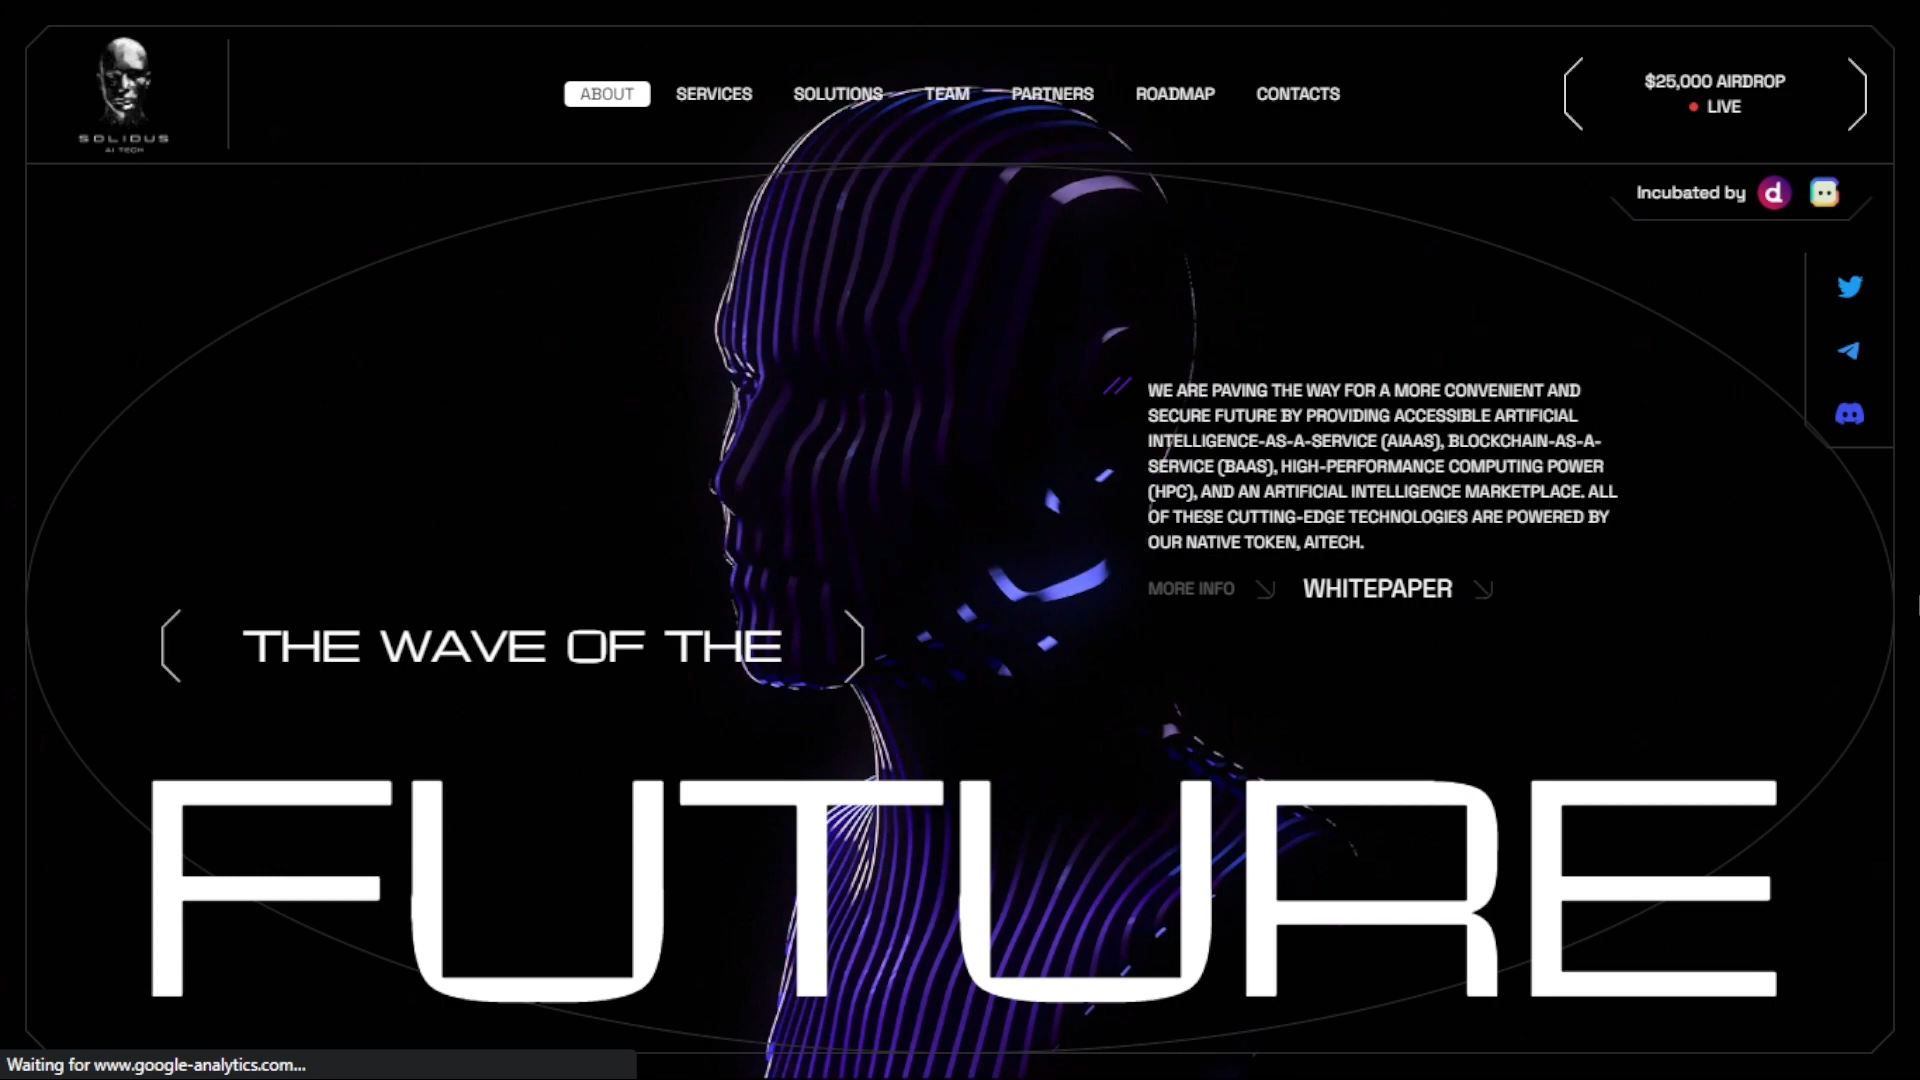 SOLIDUS
AI TECH
ABOUT
SERVICES
SOLUTIONS
TEAM
PARTNERS
ROADMAP
CONTACTS
$25,000 AIRDROP
LIVE
Incubated by
d
WE ARE PAVING THE WAY FOR A MORE CONVENIENT AND
SECURE FUTURE BY PROVIDING ACCESSIBLE ARTIFICIAL
INTELLIGENCE-AS-A-SERVICE (AIAAS), BLOCKCHAIN-AS-A-
SERVICE (BAAS), HIGH-PERFORMANCE COMPUTING POWER
(HPC), AND AN ARTIFICIAL INTELLIGENCE MARKETPLACE. ALL
OF THESE CUTTING-EDGE TECHNOLOGIES ARE POWERED BY
OUR NATIVE TOKEN, AITECH.
MORE INFO
WHITEPAPER
THE WAVE OF THE
FUTURE
Waiting for www.google-analytics.com...